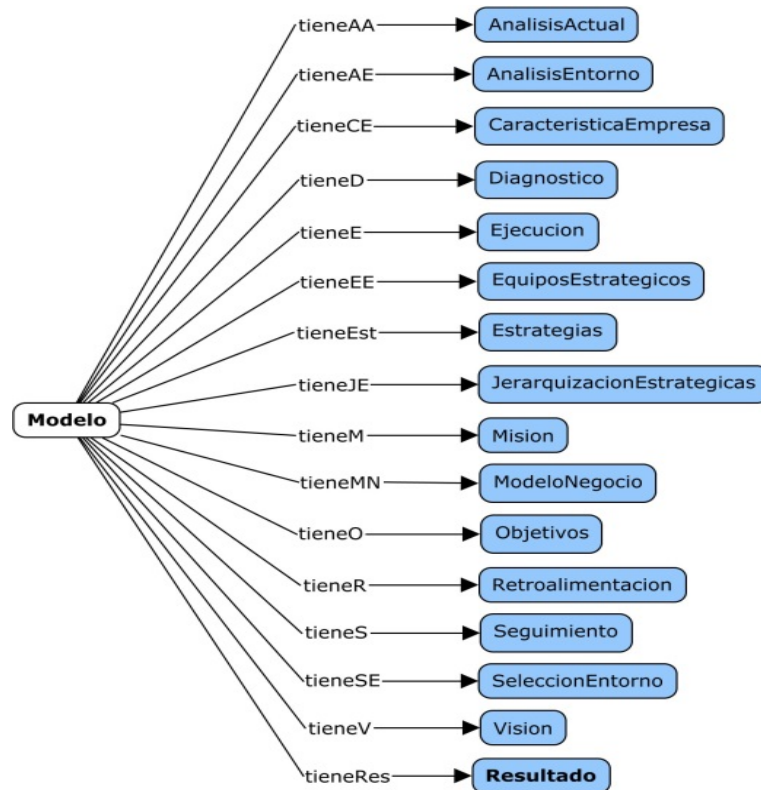 tieneAA AnalisisActual
tieneAE AnalisisEntorno
tieneCE CaracteristicaEmpresa
tieneD Diagnostico
tieneE Ejecucion
tieneEE EquiposEstrategicos
tieneEst Estrategias
tieneJE JerarquizacionEstrategicas
Modelo
tieneM Mision
tieneMN ModeloNegocio
tieneO Objetivos
tieneR Retroalimentacion
tieneS Seguimiento
tieneSE SeleccionEntorno
tieneV Vision
tieneRes Resultado